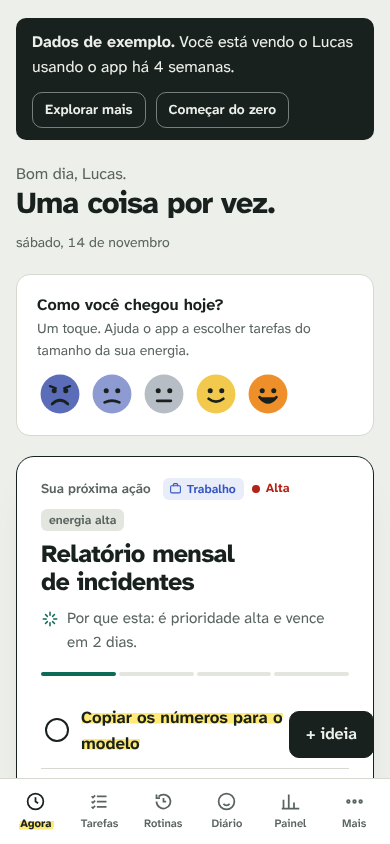 Dados de exemplo. Você está vendo o Lucas
usando o app há 4 semanas.
Explorar mais
Começar do zero
Bom dia, Lucas.
Uma coisa por vez.
sábado, 14 de novembro
Como você chegou hoje?
Um toque. Ajuda o app a escolher tarefas do
tamanho da sua energia.
Sua próxima ação
Trabalho
Alta
energia alta
Relatório mensal
de incidentes
Por que esta: é prioridade alta e vence
em 2 dias.
Copiar os números para o
modelo
+ ideia
Agora
Tarefas
Rotinas
Diário
Painel
Mais